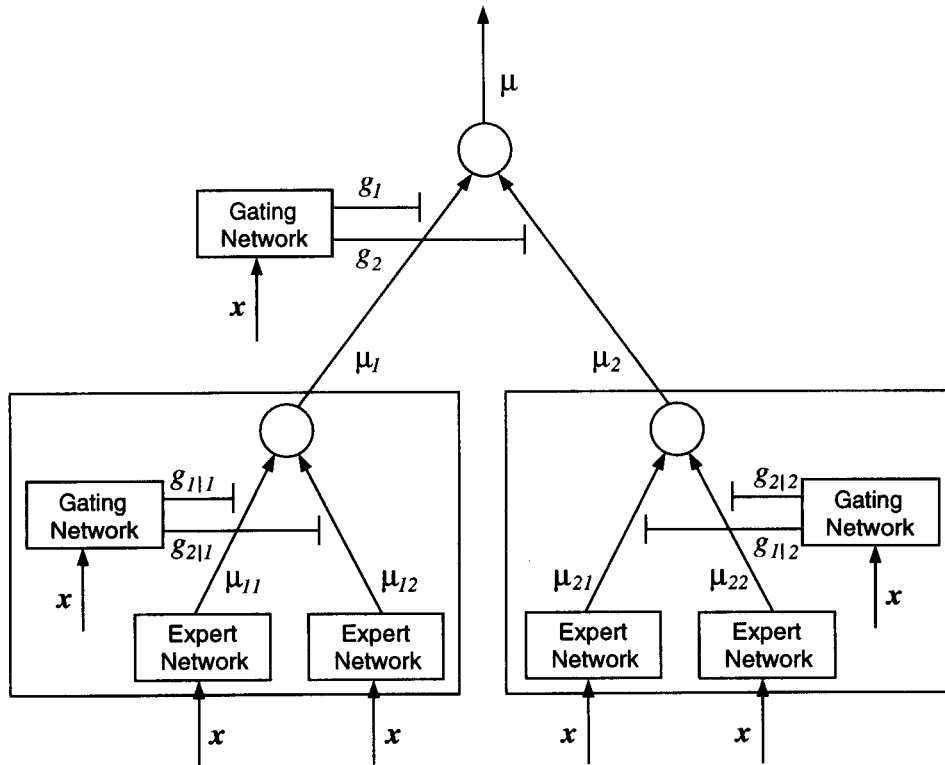 μ
g1
Gating
Network
g2
x
μ1
μ2
g1|1
Gating
Network
g2|1
x
μ11
μ12
Expert
Network
Expert
Network
x
x
g2|2
Gating
Network
g1|2
x
μ21
μ22
Expert
Network
Expert
Network
x
x